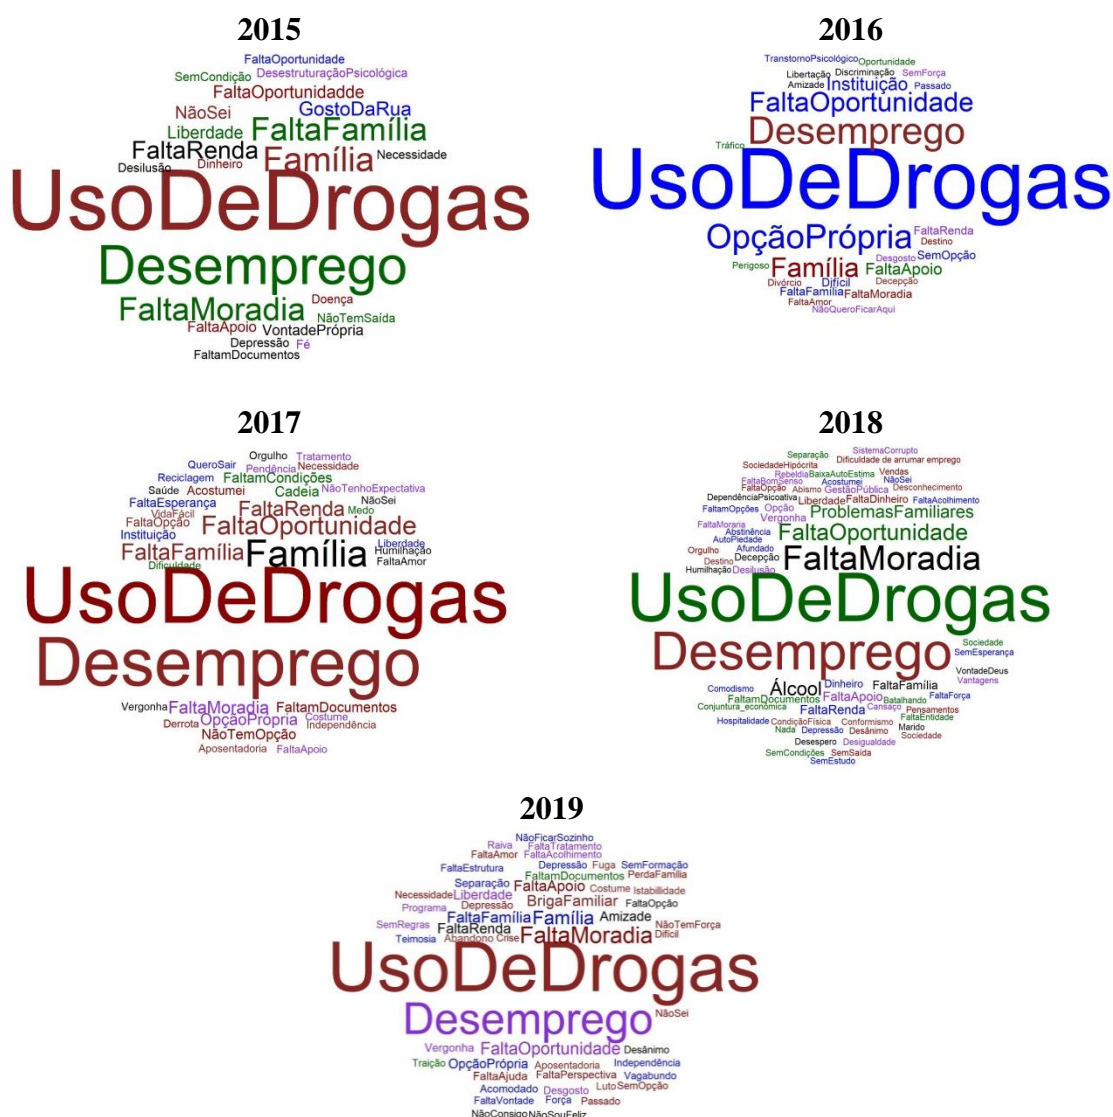 2015
FaltaOportunidade
SemCondição DesestruturaçãoPsicológica
FaltaOportunidadde
NãoSei GostoDaRua
Liberdade FaltaFamília
FaltaRenda Família Necessidade
Desilusão Dinheiro
UsoDeDrogas
Desemprego
FaltaMoradia Doença
NãoTemSaída
FaltaApoio VontadePrópria
Depressão Fé
FaltamDocumentos
2016
TranstornoPsicológico Oportunidade
Libertação Discriminação SemForça
Amizade Instituição Passado
FaltaOportunidade
Desemprego
Tráfico
UsoDeDrogas
OpçãoPrópria FaltaRenda
Destino
Desgosto SemOpção
Perigoso Família FaltaApoio
Divórcio Difícil Decepção
FaltaFamília FaltaMoradia
FaltaAmor
NãoQueroFicarAqui
2017
Orgulho Tratamento
QueroSair Pendência Necessidade
Reciclagem FaltamCondições
Saúde Acostumei Cadeia NãoTenhoExpectativa
FaltaEsperança FaltaRenda NãoSei
VidaFácil Medo
FaltaOpção FaltaOportunidade
Instituição Liberdade
FaltaFamília Família Humilhação
Dificuldade FaltaAmor
UsoDeDrogas
Desemprego
Vergonha FaltaMoradia FaltamDocumentos
Derrota OpçãoPrópria Costume
Independência
NãoTemOpção
Aposentadoria FaltaApoio
2018
SistemaCorrupto
Separação Dificuldade de arrumar emprego
SociedadeHipócrita
Rebeldia BaixaAutoEstima Vendas
FaltaBomSenso Acostumei NãoSei
FaltaOpção Abismo GestãoPública Desconhecimento
DependênciaPsicoativa Liberdade FaltaDinheiro FaltaAcolhimento
FaltamOpções Opção ProblemasFamiliares
Vergonha
FaltaMoraria FaltaOportunidade
Abstinência
AutoPiedade
Orgulho Afundado
Destino Decepção FaltaMoradia
Humilhação Desilusão
UsoDeDrogas
Desemprego Sociedade
SemEsperança
VontadeDeus
Vantagens
Comodismo Álcool Dinheiro FaltaFamília
FaltamDocumentos FaltaApoio Batalhando FaltaForça
Conjuntura_econômica FaltaRenda Cansaço Pensamentos
FaltaEntidade
Hospitalidade CondiçãoFísica Conformismo Marido
Nada Depressão Desânimo Sociedade
Desespero Desigualdade
SemCondições SemSaída
SemEstudo
2019
NãoFicarSozinho
Raiva FaltaTratamento
FaltaAmor FaltaAcolhimento
FaltaEstrutura Depressão Fuga SemFormação
FaltamDocumentos PerdaFamília
Separação FaltaApoio Costume Istabillidade
Necessidade Liberdade BrigaFamiliar FaltaOpção
Programa Depressão
FaltaFamília Família Amizade
SemRegras FaltaRenda NãoTemForça
Teimosia Abandono Crise FaltaMoradia Difícil
UsoDeDrogas
Desemprego NãoSei
Vergonha FaltaOportunidade Desânimo
Traição OpçãoPrópria Aposentadoria Independência
FaltaAjuda FaltaPerspectiva Vagabundo
Acomodado Desgosto Luto SemOpção
FaltaVontade Força Passado
NãoConsigo NãoSouFeliz